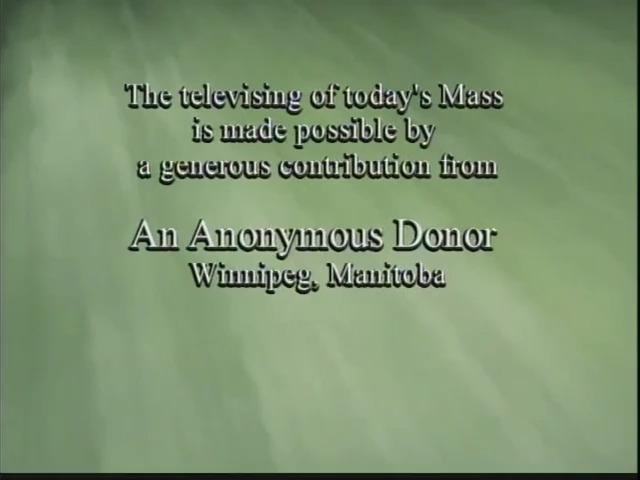 The televising of today's Mass
is made possible by
a generous contribution from
An Anonymous Donor
Winnipeg, Manitoba